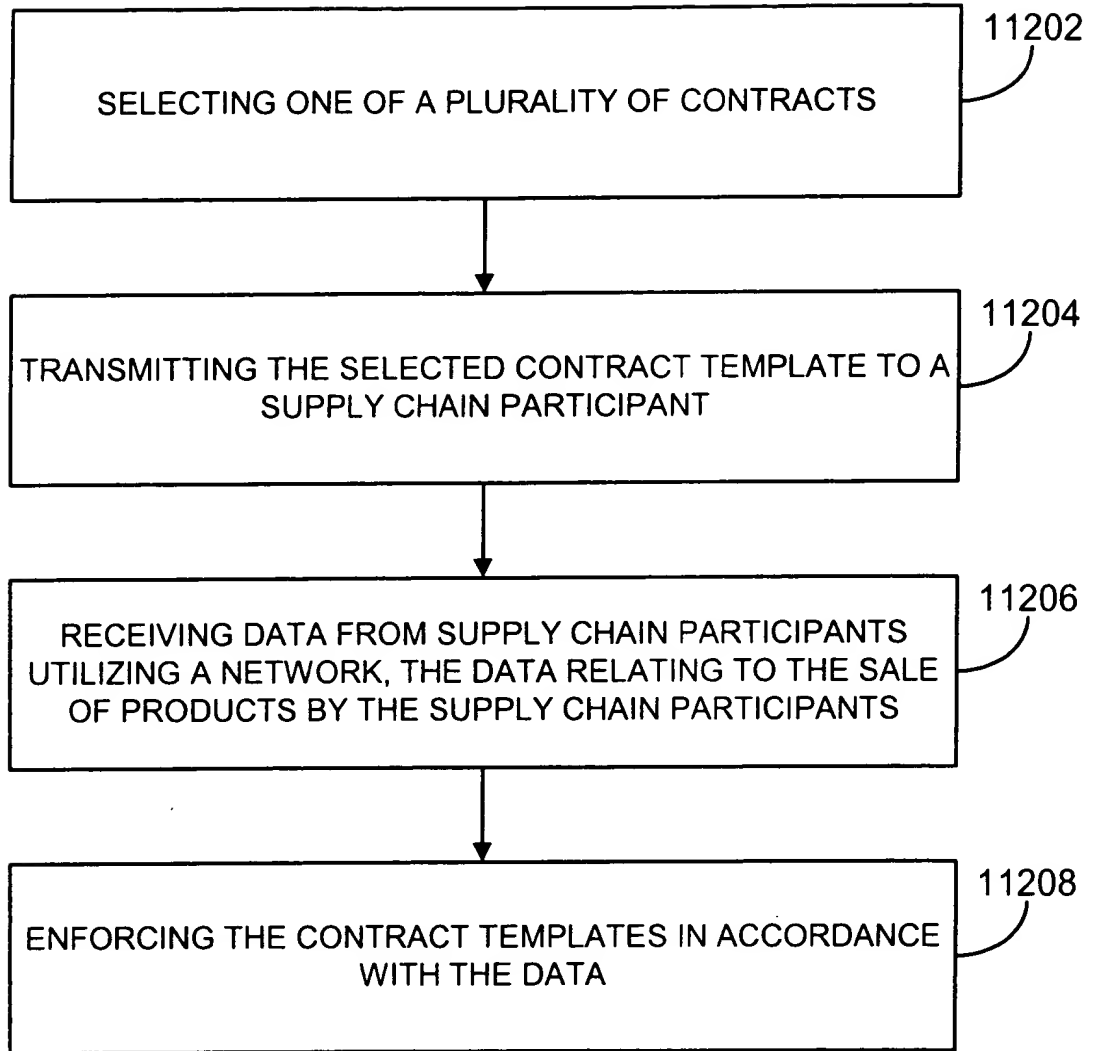 11202
SELECTING ONE OF A PLURALITY OF CONTRACTS
11204
TRANSMITTING THE SELECTED CONTRACT TEMPLATE TO A
SUPPLY CHAIN PARTICIPANT
11206
RECEIVING DATA FROM SUPPLY CHAIN PARTICIPANTS
UTILIZING A NETWORK, THE DATA RELATING TO THE SALE
OF PRODUCTS BY THE SUPPLY CHAIN PARTICIPANTS
11208
ENFORCING THE CONTRACT TEMPLATES IN ACCORDANCE
WITH THE DATA